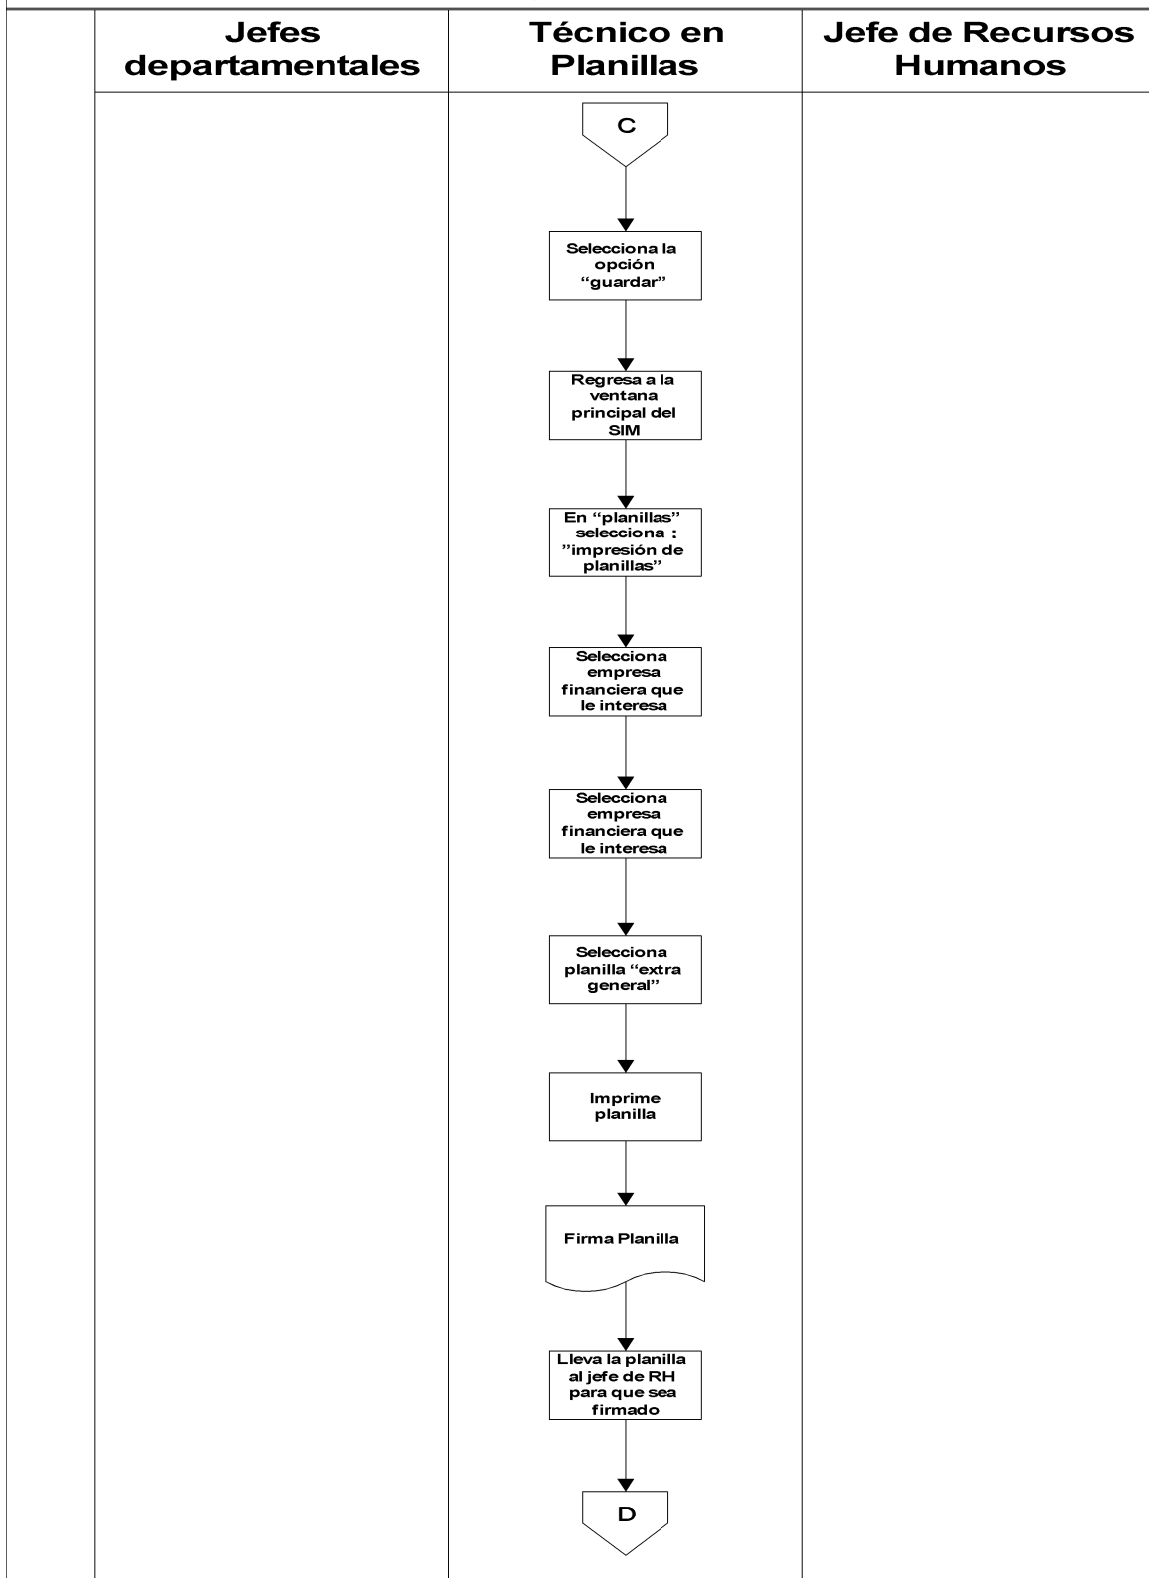 Jefes
departamentales
Técnico en
Planillas
Jefe de Recursos
Humanos
C
Selecciona la
opción
“guardar”
Regresa a la
ventana
principal del
SIM
En “planillas”
selecciona :
”impresión de
planillas”
Selecciona
empresa
financiera que
le interesa
Selecciona
empresa
financiera que
le interesa
Selecciona
planilla “extra
general”
Imprime
planilla
Firma Planilla
Lleva la planilla
al jefe de RH
para que sea
firmado
D